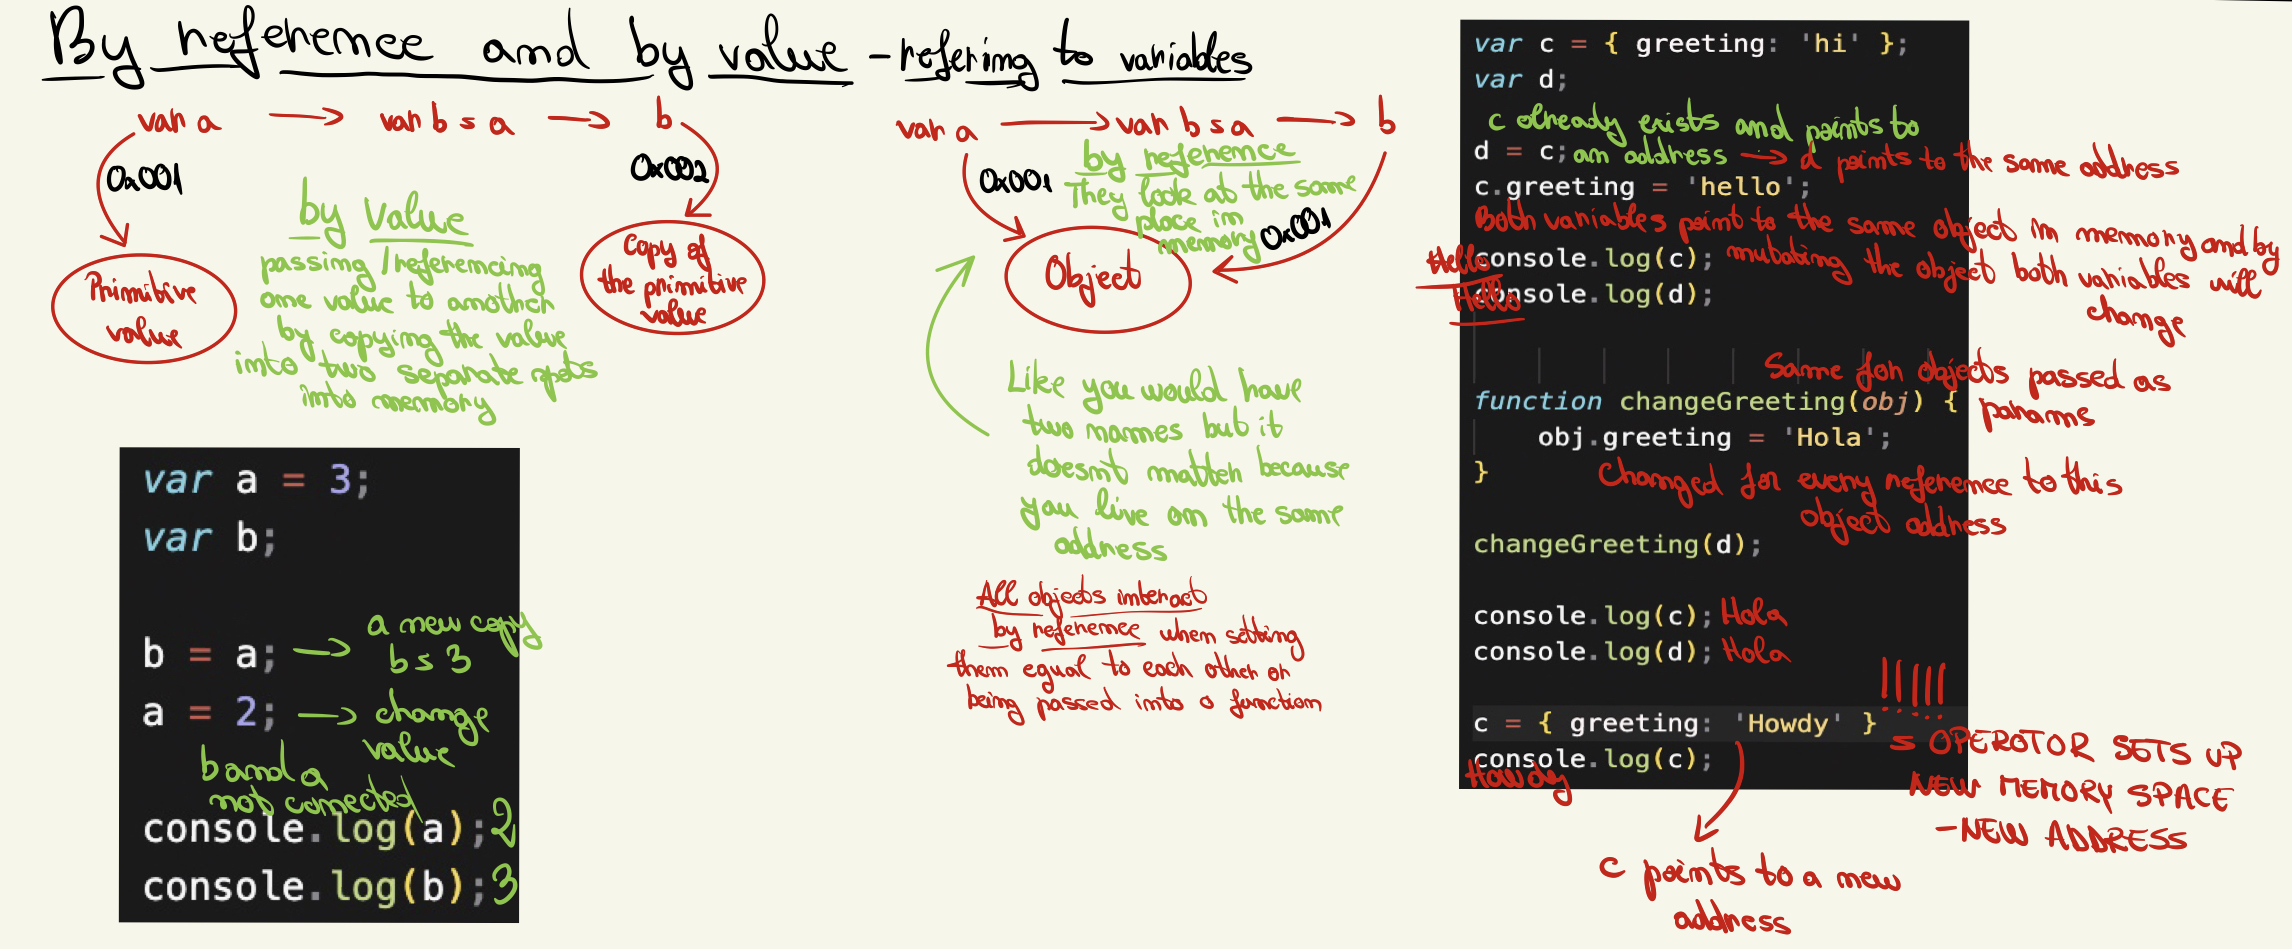 By reference and by value - refering to variables
var a → var b = a → b
0x001
0x002
by Value
passing / referencing
one value to another
by copying the value
into two separate spots
into memory
Primitive
value
Copy of
the primitive
value
var a = 3;
var b;
b = a; → a new copy
b = 3
a = 2; → change
value
b and a
not conected
console.log(a); 2
console.log(b); 3
var a → var b = a → b
by reference
They look at the same
place in
memory
0x001
0x001
Object
Like you would have
two names but it
doesnt matter because
you live on the same
address
All objects interact
by reference when setting
them equal to each other or
being passed into a function
var c = { greeting: 'hi' };
var d;
c already exists and points to
an address → d points to the same address
d = c;
c.greeting = 'hello';
Both variables point to the same object in memory and by
mutating the object both variables will
change
console.log(c);
Hello
console.log(d);
Hello
Same for objects passed as
params
function changeGreeting(obj) {
obj.greeting = 'Hola';
}
Changed for every reference to this
object address
changeGreeting(d);
console.log(c); Hola
console.log(d); Hola
!!!!!
c = { greeting: 'Howdy' }
= OPEROTOR SETS UP
NEW MEMORY SPACE
- NEW ADDRESS
console.log(c);
Howdy
c points to a new
address